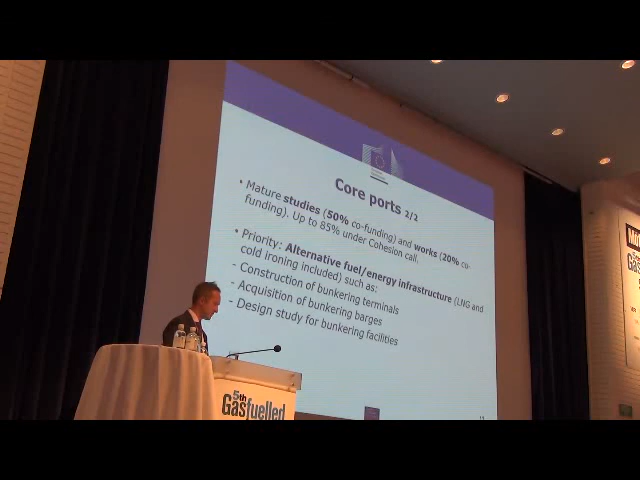 Core ports 2/2
• Mature studies (50% co-funding) and works (20% co-
funding). Up to 85% under Cohesion call.
• Priority: Alternative fuel/energy infrastructure (LNG and
cold ironing included) such as:
- Construction of bunkering terminals
- Acquisition of bunkering barges
- Design study for bunkering facilities
5th
Gasfuelled
5th
Gasf